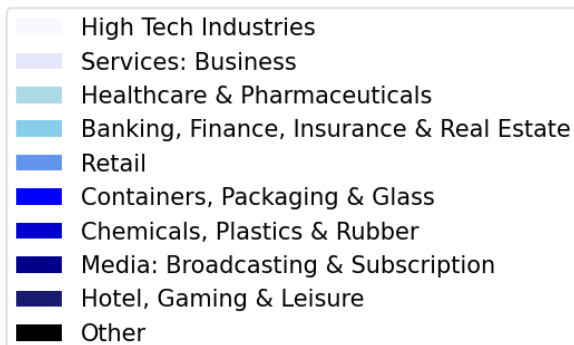 High Tech Industries
Services: Business
Healthcare & Pharmaceuticals
Banking, Finance, Insurance & Real Estate
Retail
Containers, Packaging & Glass
Chemicals, Plastics & Rubber
Media: Broadcasting & Subscription
Hotel, Gaming & Leisure
Other